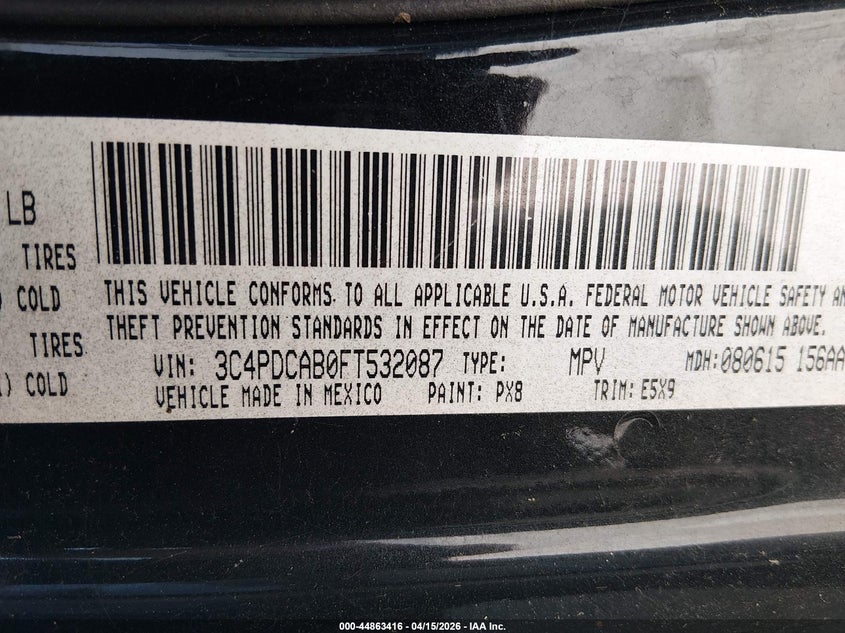 LB
TIRES
COLD
TIRES
) COLD
THIS VEHICLE CONFORMS TO ALL APPLICABLE U.S.A. FEDERAL MOTOR VEHICLE SAFETY AN
THEFT PREVENTION STANDARDS IN EFFECT ON THE DATE OF MANUFACTURE SHOWN ABOVE.
VIN: 3C4PDCAB0FT532087 TYPE: MPV MDH: 080615 156AA
VEHICLE MADE IN MEXICO PAINT: PX8 TRIM: E5X9
000-44863416 - 04/15/2026 - IAA Inc.